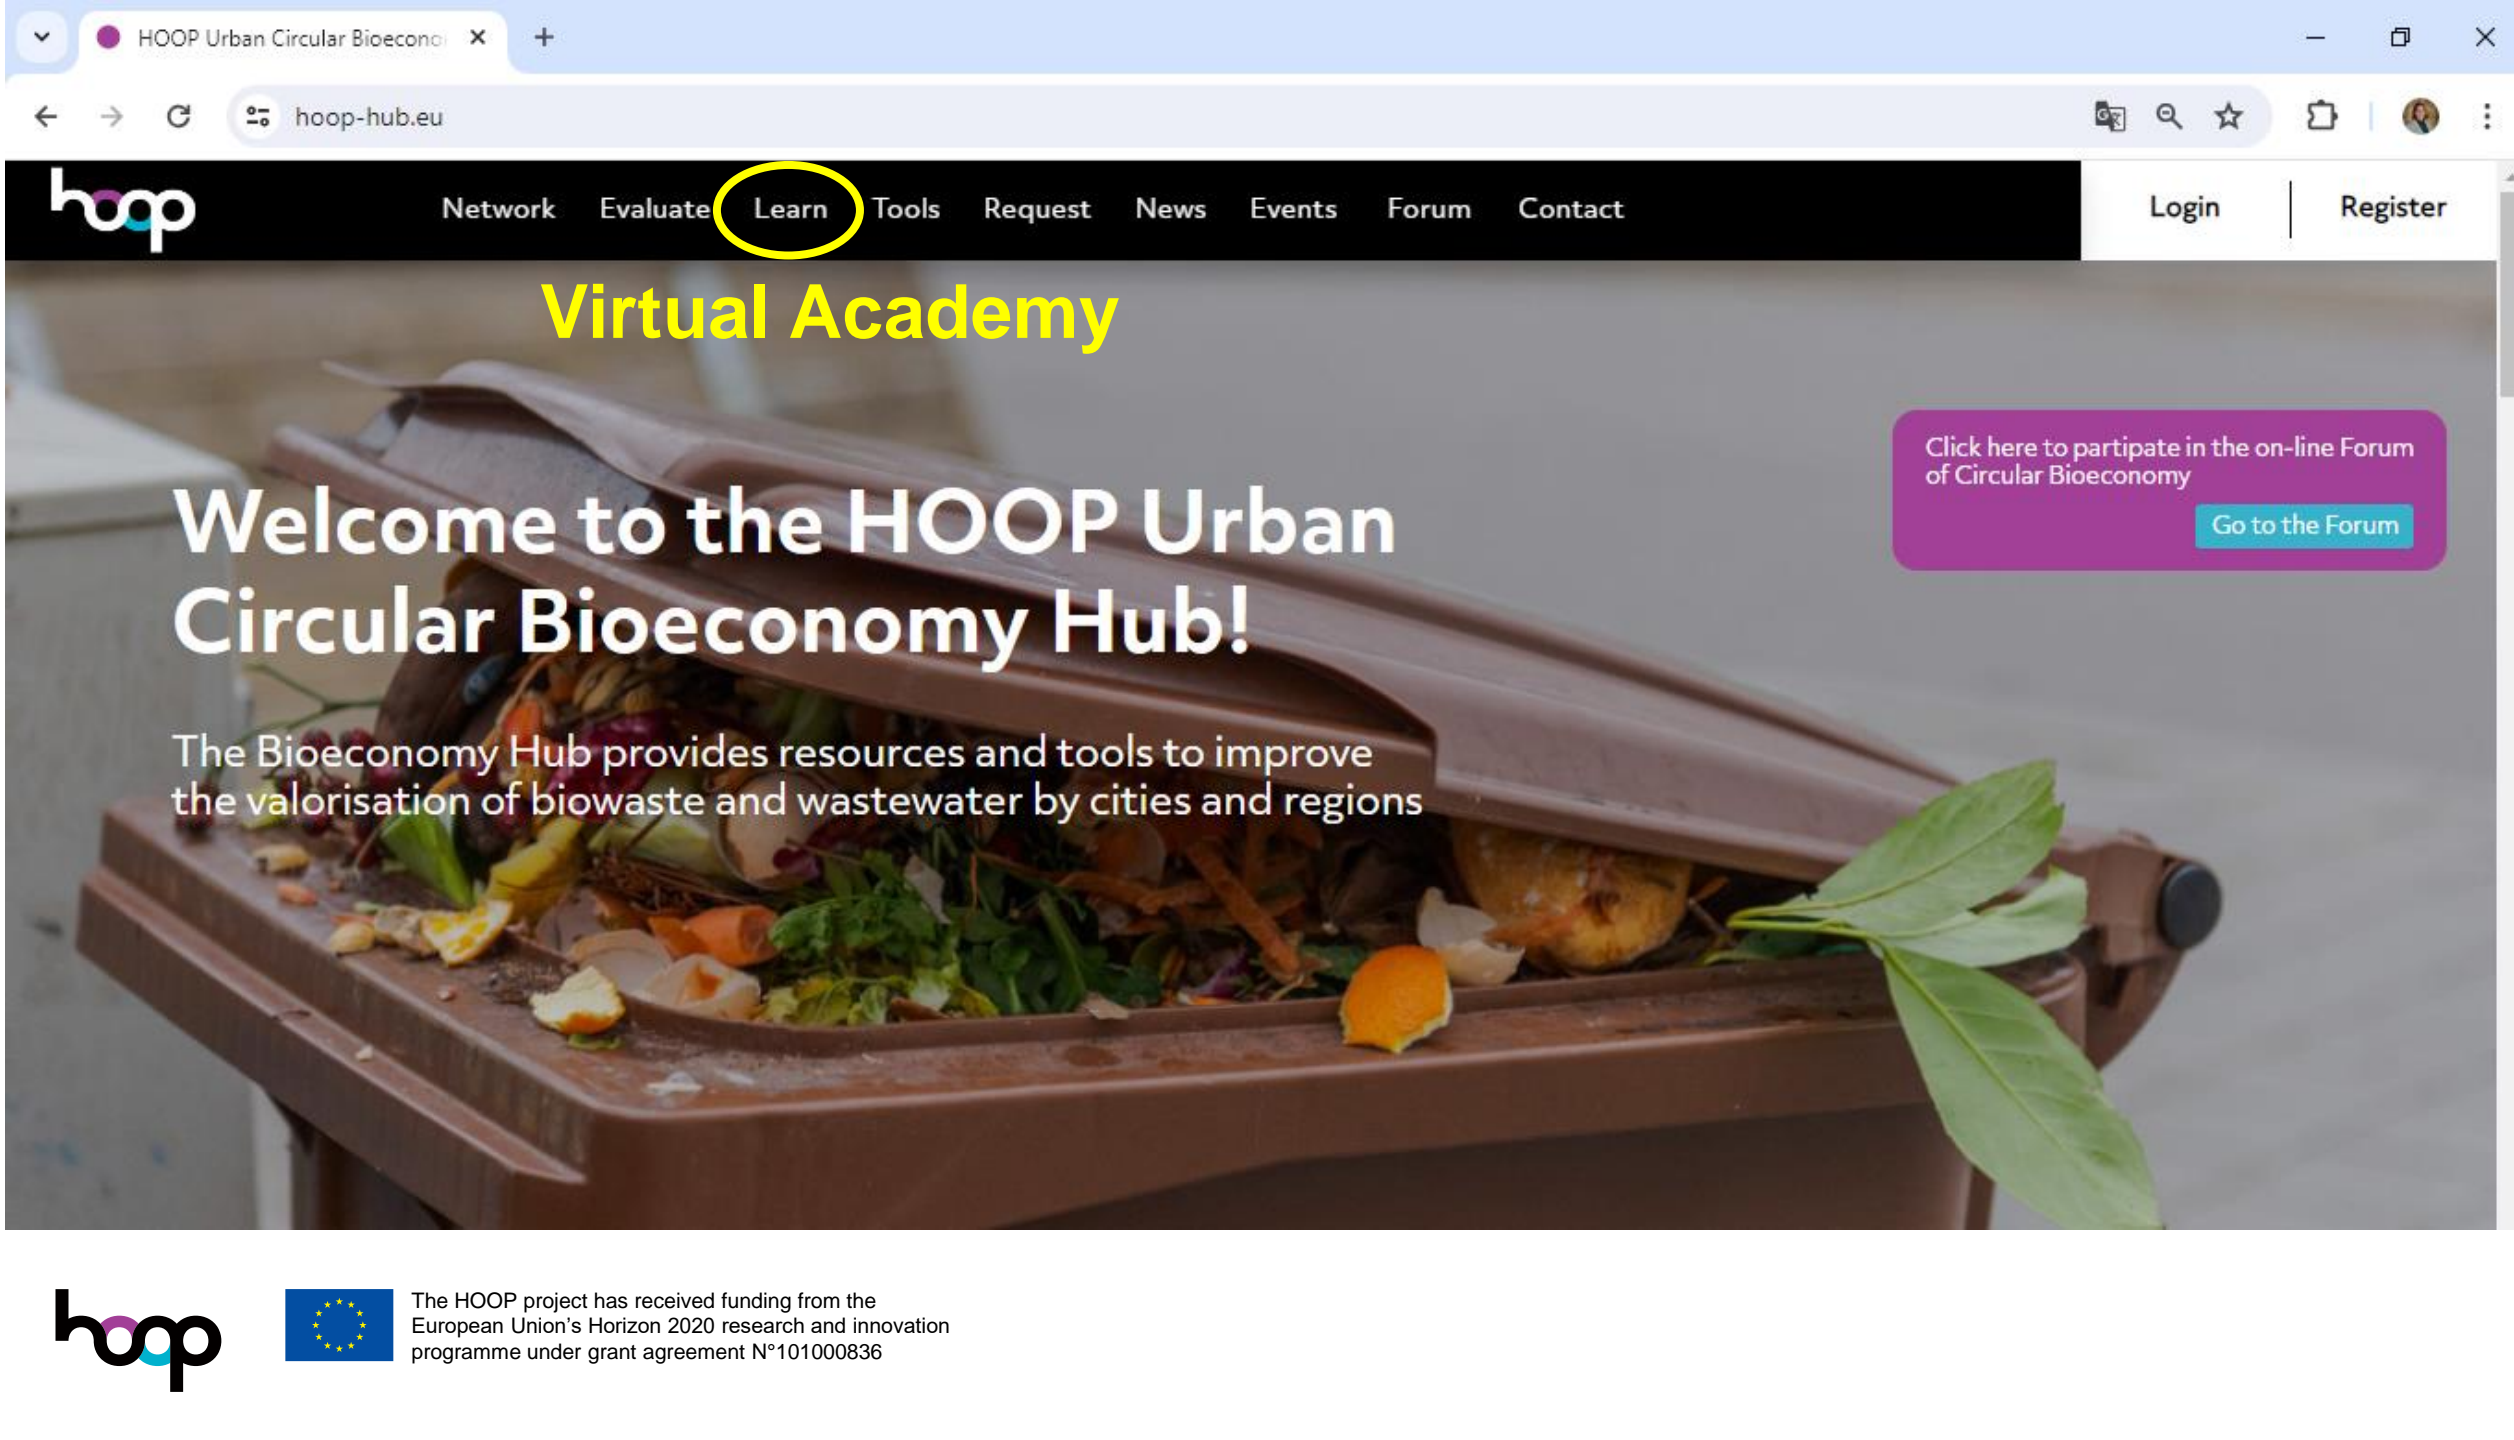 HOOP Urban Circular Bioecono
hoop-hub.eu
hoop
Network Evaluate Learn Tools Request News Events Forum Contact
Login Register
Virtual Academy
Click here to partipate in the on-line Forum
of Circular Bioeconomy
Go to the Forum
Welcome to the HOOP Urban
Circular Bioeconomy Hub!
The Bioeconomy Hub provides resources and tools to improve
the valorisation of biowaste and wastewater by cities and regions
hoop
The HOOP project has received funding from the
European Union’s Horizon 2020 research and innovation
programme under grant agreement N°101000836